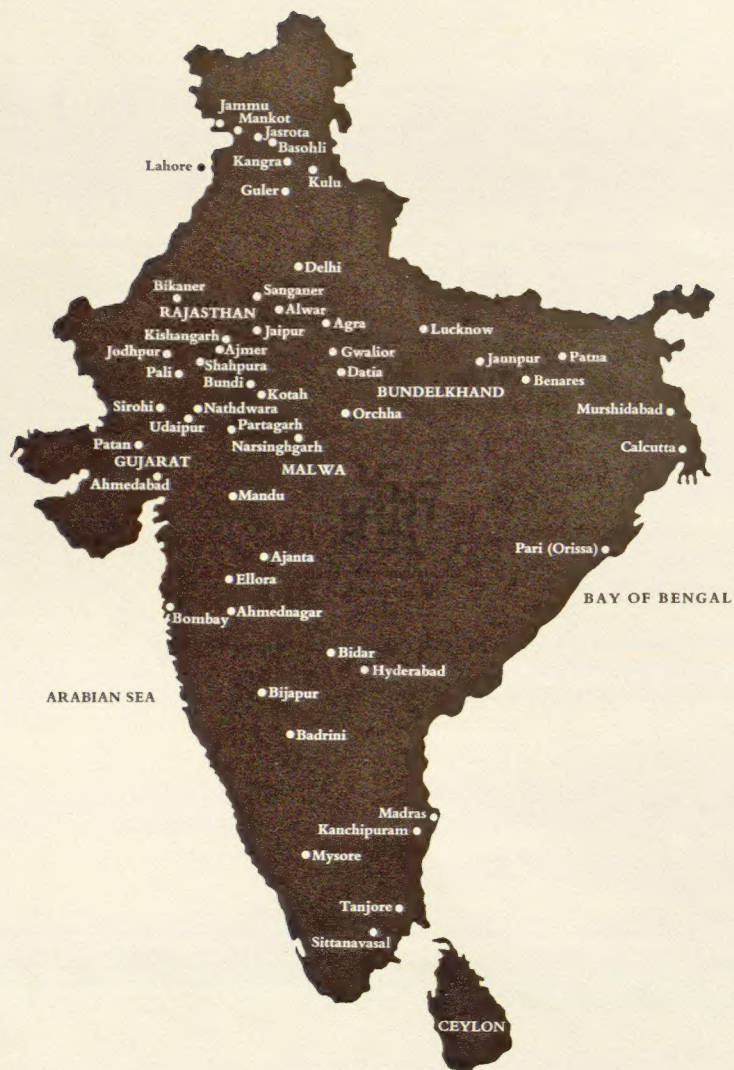 Jammu
Mankot
Jasrota
Basohli
Lahore
Kangra
Kulu
Guler
Delhi
Bikaner
Sanganer
RAJASTHAN
Alwar
Agra
Lucknow
Kishangarh
Jaipur
Jodhpur
Ajmer
Gwalior
Jaunpur
Patna
Shahpura
Pali
Datia
Benares
Bundi
BUNDELKHAND
Kotah
Sirohi
Nathdwara
Orchha
Murshidabad
Udaipur
Partagarh
Patan
Narsinghgarh
Calcutta
GUJARAT
MALWA
Ahmedabad
Mandu
Ajanta
Pari (Orissa)
Ellora
BAY OF BENGAL
Bombay
Ahmednagar
Bidar
Hyderabad
ARABIAN SEA
Bijapur
Badrini
Madras
Kanchipuram
Mysore
Tanjore
Sittanavasal
CEYLON